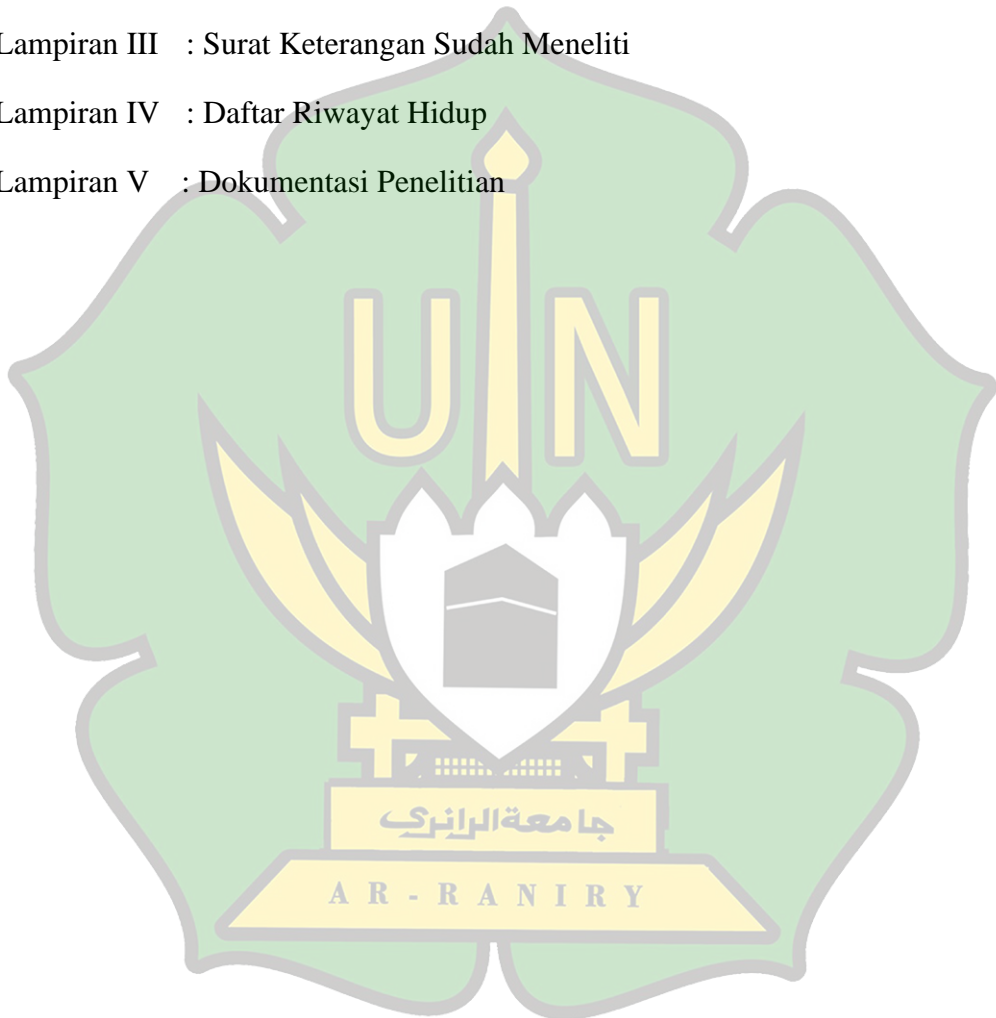 Lampiran III : Surat Keterangan Sudah Meneliti
Lampiran IV : Daftar Riwayat Hidup
Lampiran V : Dokumentasi Penelitian
UIN
جامعةالرانري
AR-RANIRY